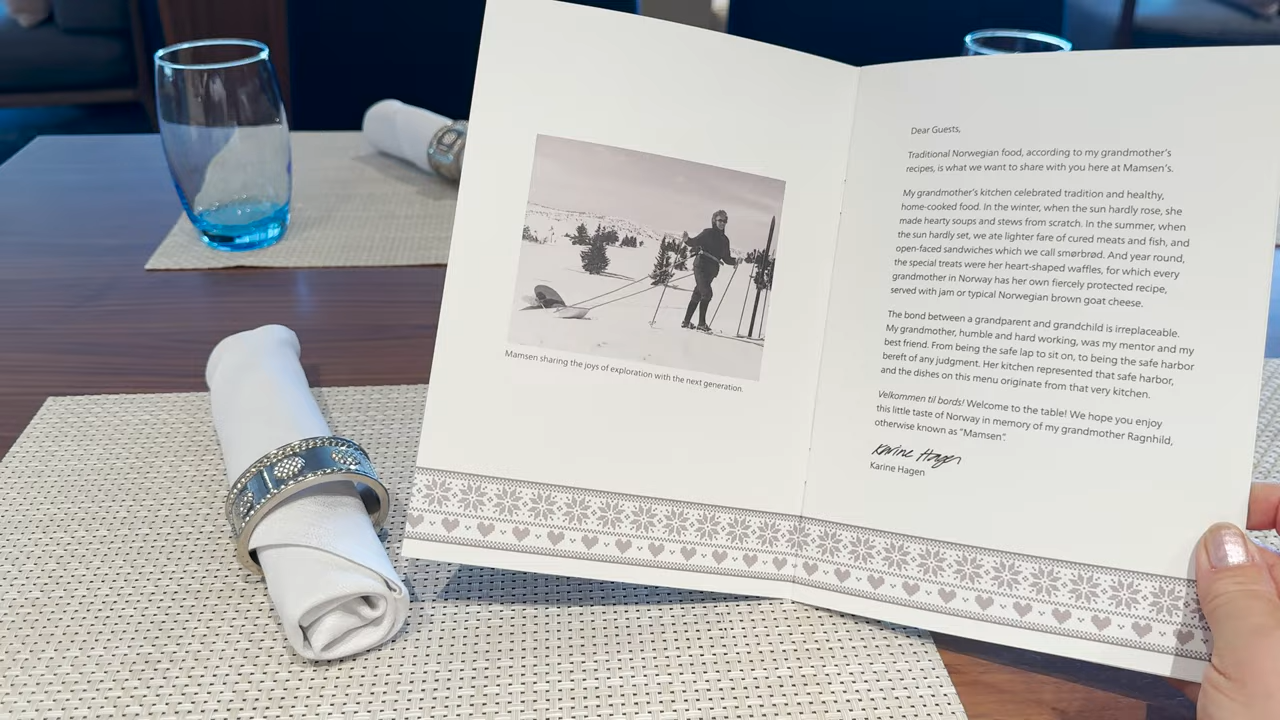 Mamsen sharing the joys of exploration with the next generation.
Dear Guests,
Traditional Norwegian food, according to my grandmother's
recipes, is what we want to share with you here at Mamsen's.
My grandmother's kitchen celebrated tradition and healthy,
home-cooked food. In the winter, when the sun hardly rose, she
made hearty soups and stews from scratch. In the summer, when
the sun hardly set, we ate lighter fare of cured meats and fish, and
open-faced sandwiches which we call smørbrød. And year round,
the special treats were her heart-shaped waffles, for which every
grandmother in Norway has her own fiercely protected recipe,
served with jam or typical Norwegian brown goat cheese.
The bond between a grandparent and grandchild is irreplaceable.
My grandmother, humble and hard working, was my mentor and my
best friend. From being the safe lap to sit on, to being the safe harbor
bereft of any judgment. Her kitchen represented that safe harbor,
and the dishes on this menu originate from that very kitchen.
Velkommen til bords! Welcome to the table! We hope you enjoy
this little taste of Norway in memory of my grandmother Ragnhild,
otherwise known as "Mamsen".
Karine Hagen
Karine Hagen